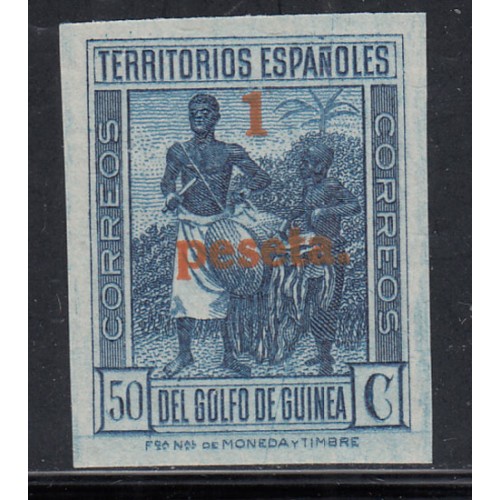 TERRITORIOS ESPAÑOLES
1
CORREOS
CORREOS
peseta.
50
DEL GOLFO DE GUINEA
C
Fca. Nal. DE MONEDA Y TIMBRE